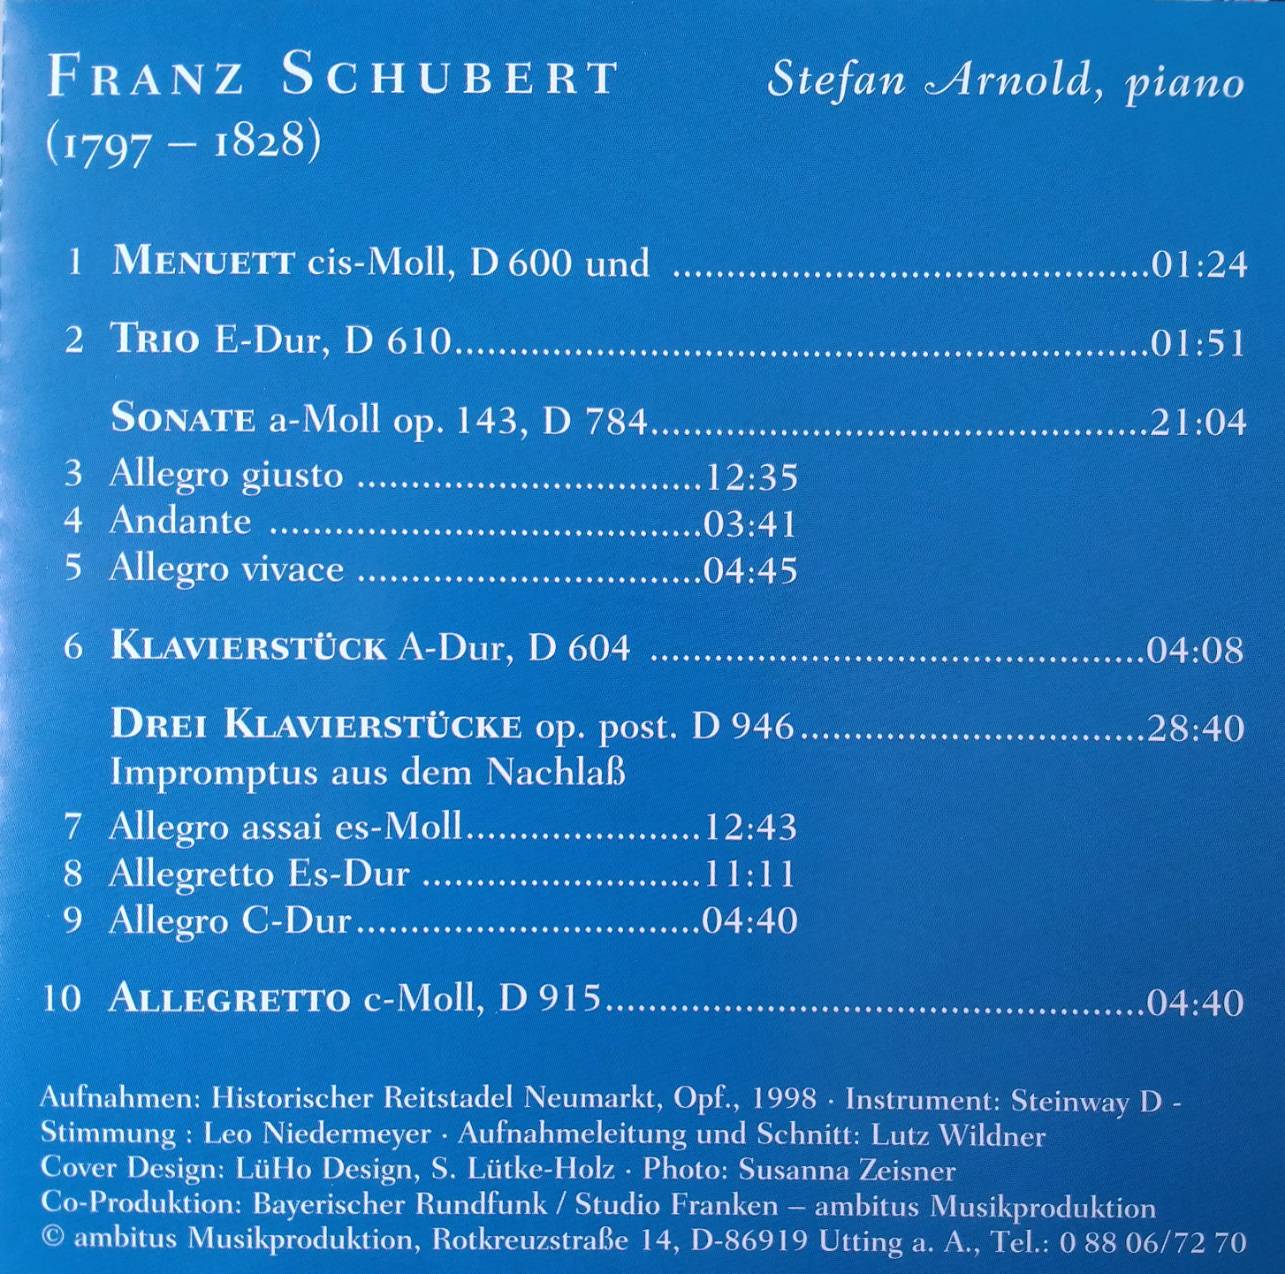 FRANZ SCHUBERT Stefan Arnold, piano
(1797 – 1828)
1 MENUETT cis-Moll, D 600 und ................................................01:24
2 TRIO E-Dur, D 610......................................................................01:51
SONATE a-Moll op. 143, D 784..................................................21:04
3 Allegro giusto ...................................12:35
4 Andante ............................................03:41
5 Allegro vivace ...................................04:45
6 KLAVIERSTÜCK A-Dur, D 604 ..................................................04:08
DREI KLAVIERSTÜCKE op. post. D 946...................................28:40
Impromptus aus dem Nachlaß
7 Allegro assai es-Moll........................12:43
8 Allegretto Es-Dur ............................11:11
9 Allegro C-Dur...................................04:40
10 ALLEGRETTO c-Moll, D 915......................................................04:40
Aufnahmen: Historischer Reitstadel Neumarkt, Opf., 1998 · Instrument: Steinway D -
Stimmung : Leo Niedermeyer · Aufnahmeleitung und Schnitt: Lutz Wildner
Cover Design: LüHo Design, S. Lütke-Holz · Photo: Susanna Zeisner
Co-Produktion: Bayerischer Rundfunk / Studio Franken – ambitus Musikproduktion
© ambitus Musikproduktion, Rotkreuzstraße 14, D-86919 Utting a. A., Tel.: 0 88 06/72 70